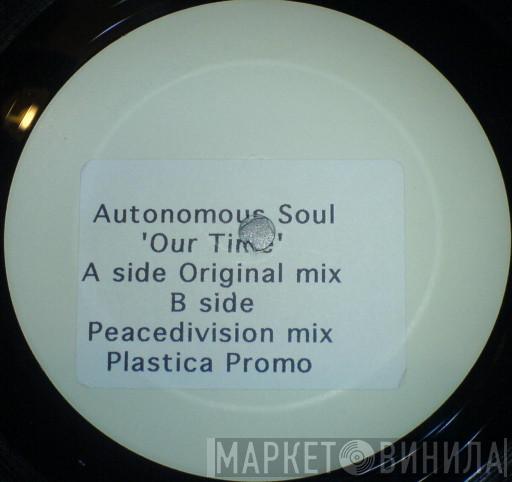 Autonomous Soul
'Our Time'
A side Original mix
B side
Peacedivision mix
Plastica Promo
МАРКЕТ ВИНИЛА